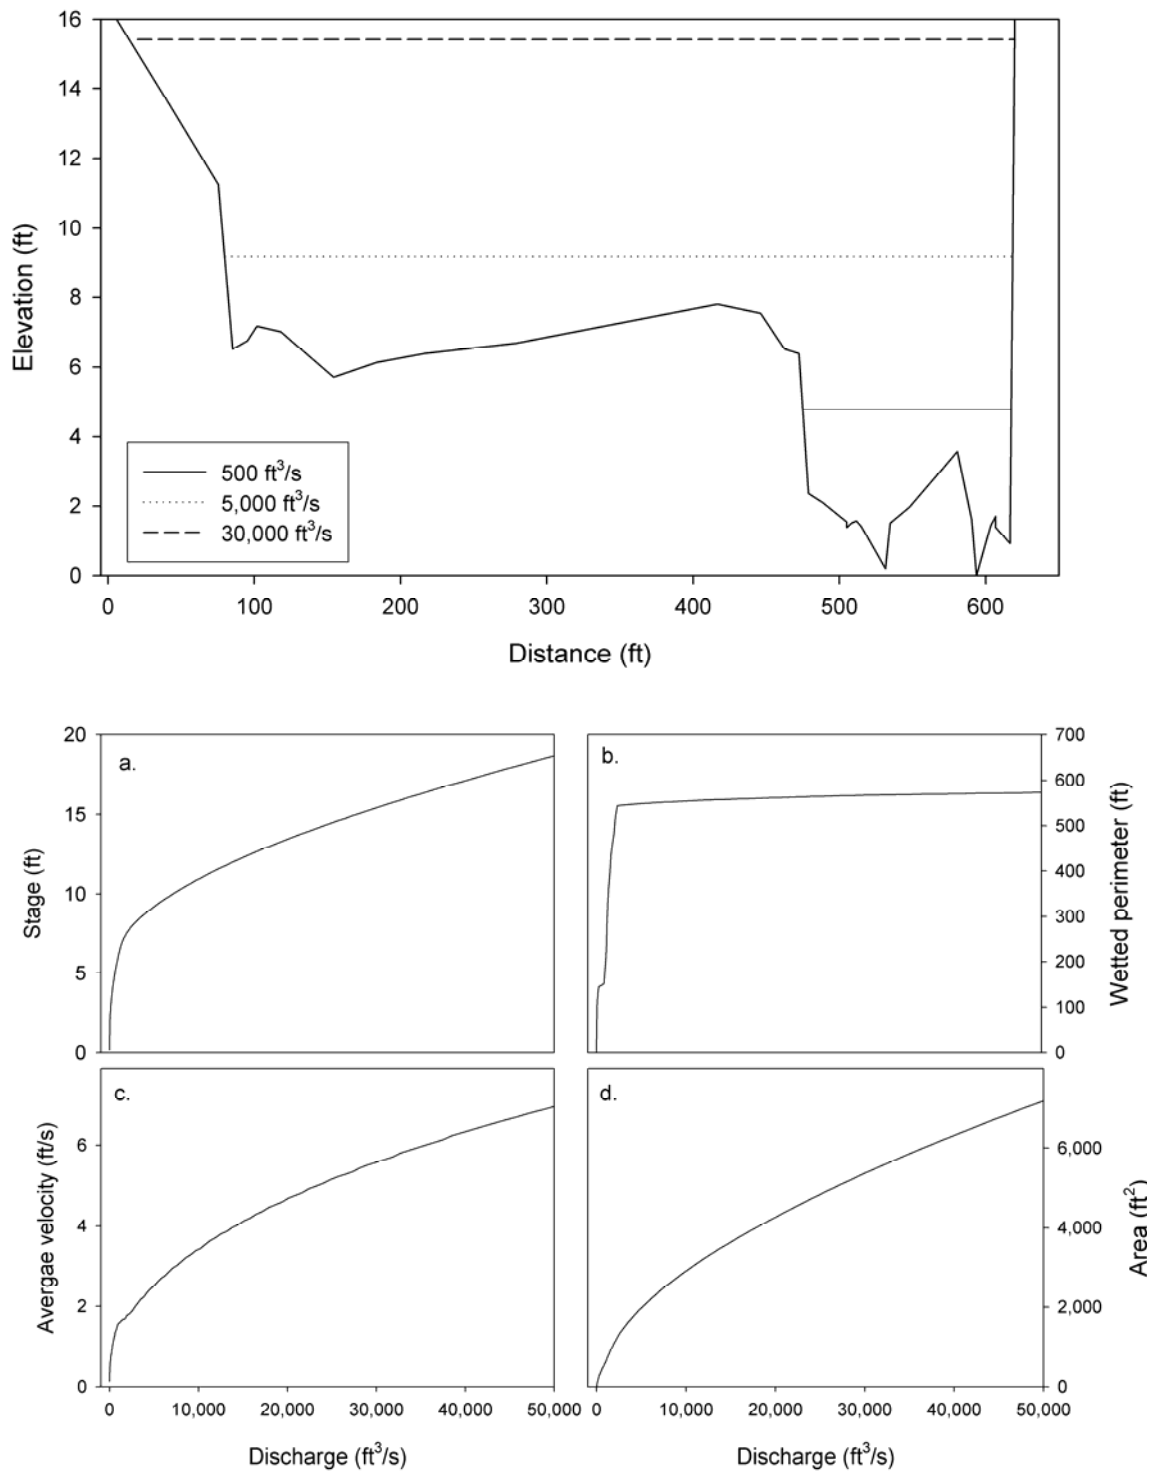 16
14
12
10
8
6
4
2
0
Elevation (ft)
500 ft³/s
5,000 ft³/s
30,000 ft³/s
0 100 200 300 400 500 600
Distance (ft)
a.
20
15
10
5
0
Stage (ft)
b.
700
600
500
400
300
200
100
0
Wetted perimeter (ft)
c.
6
4
2
0
Avergae velocity (ft/s)
0 10,000 20,000 30,000 40,000 50,000
Discharge (ft³/s)
d.
6,000
4,000
2,000
0
Area (ft²)
0 10,000 20,000 30,000 40,000 50,000
Discharge (ft³/s)